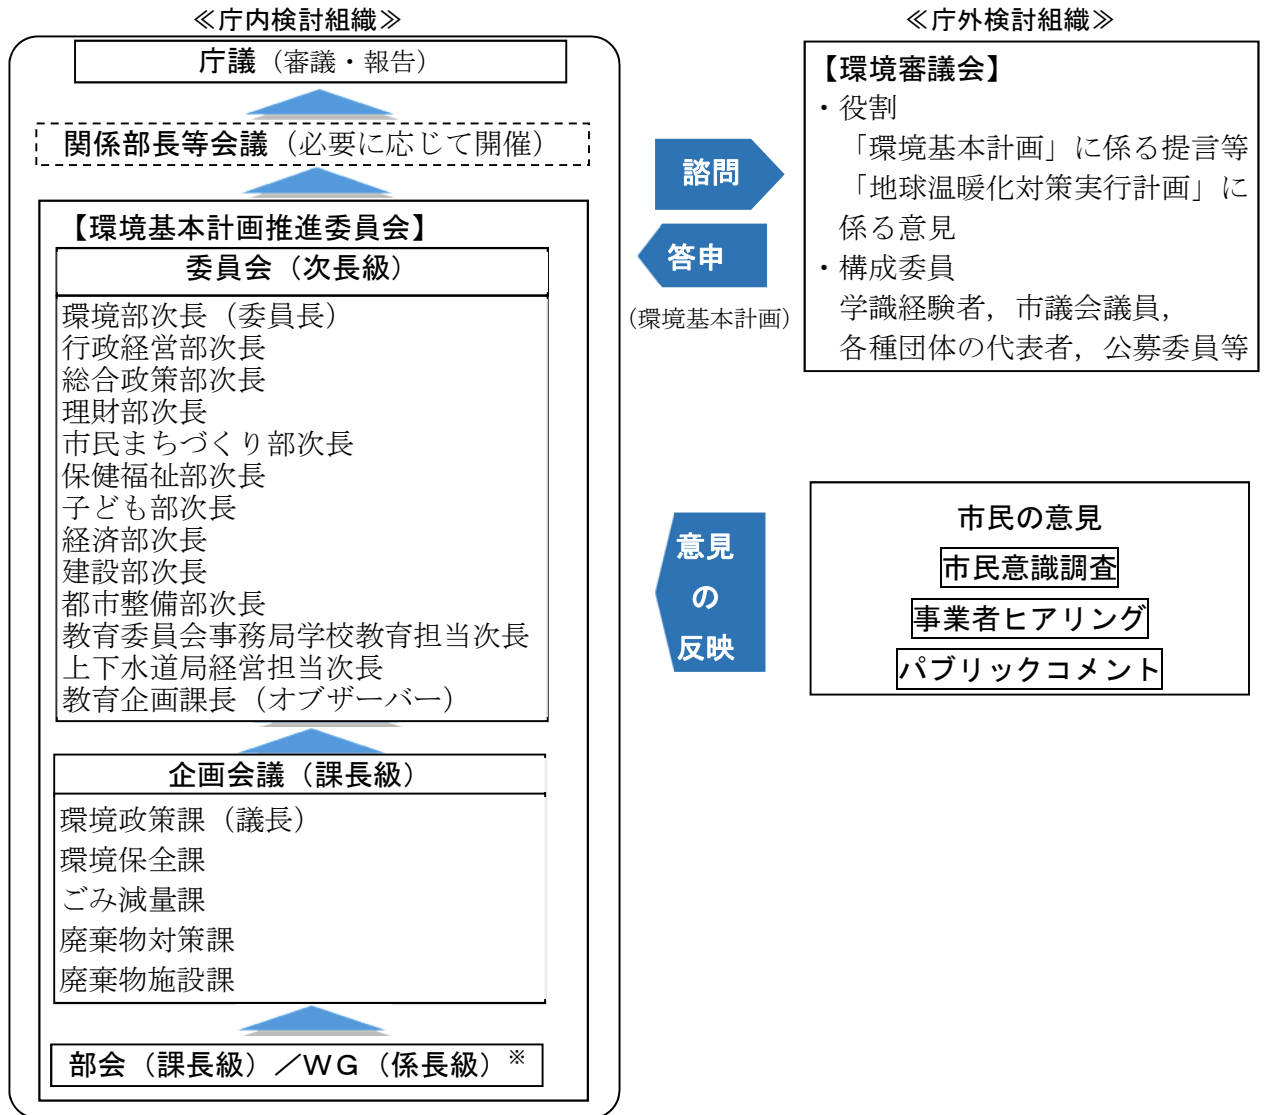 ≪庁内検討組織≫
庁議（審議・報告）
関係部長等会議（必要に応じて開催）
【環境基本計画推進委員会】
委員会（次長級）
環境部次長（委員長）
行政経営部次長
総合政策部次長
理財部次長
市民まちづくり部次長
保健福祉部次長
子ども部次長
経済部次長
建設部次長
都市整備部次長
教育委員会事務局学校教育担当次長
上下水道局経営担当次長
教育企画課長（オブザーバー）
企画会議（課長級）
環境政策課（議長）
環境保全課
ごみ減量課
廃棄物対策課
廃棄物施設課
部会（課長級）／ＷＧ（係長級）※
諮問
答申
（環境基本計画）
意見
の
反映
≪庁外検討組織≫
【環境審議会】
・役割
「環境基本計画」に係る提言等
「地球温暖化対策実行計画」に
係る意見
・構成委員
学識経験者，市議会議員，
各種団体の代表者，公募委員等
市民の意見
市民意識調査
事業者ヒアリング
パブリックコメント